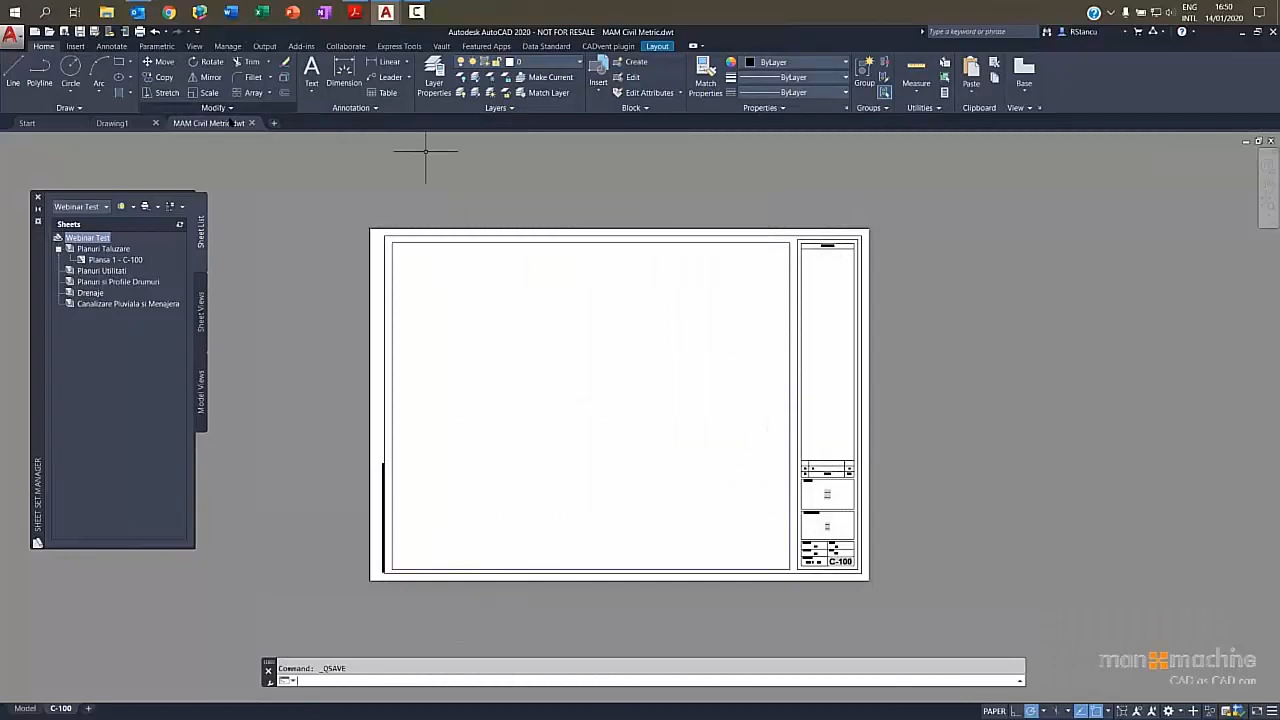 ENG
INTL
16:50
14/01/2020
Autodesk AutoCAD 2020 - NOT FOR RESALE MAM Civil Metric.dwt
Type a keyword or phrase
RStancu
Home Insert Annotate Parametric View Manage Output Add-ins Collaborate Express Tools Vault Featured Apps Data Standard CADvent plugin Layout
Line Polyline Circle Arc
Move Rotate Trim
Copy Mirror Fillet
Stretch Scale Array
Text Dimension
Linear
Leader
Table
Layer Properties
0
Make Current
Match Layer
Insert
Create
Edit
Edit Attributes
Match Properties
ByLayer
ByLayer
ByLayer
Group
Measure
Paste
Base
Draw Modify Annotation Layers Block Properties Groups Utilities Clipboard View
Start Drawing1 MAM Civil Metric.dwt
Webinar Test
Sheets
Webinar Test
Planuri Taluzare
Plansa 1 - C-100
Planuri Utilitati
Planuri si Profile Drumuri
Drenaje
Canalizare Pluviala si Menajera
Sheet List
Sheet Views
Model Views
SHEET SET MANAGER
C-100
Command: _QSAVE
man machine
CAD as CAD can
Model C-100
PAPER